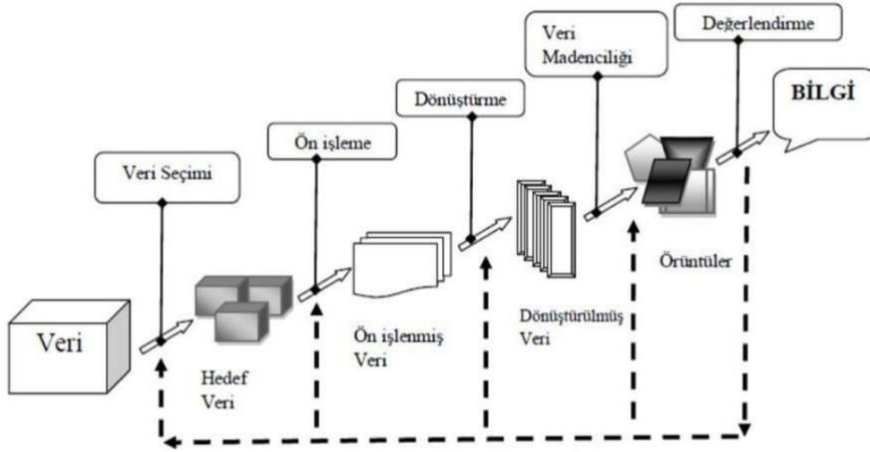 Değerlendirme
Veri
Madenciliği
BİLGİ
Dönüştürme
Ön işleme
Veri Seçimi
Örüntüler
Dönüştürülmüş
Veri
Ön işlenmiş
Veri
Veri
Hedef
Veri